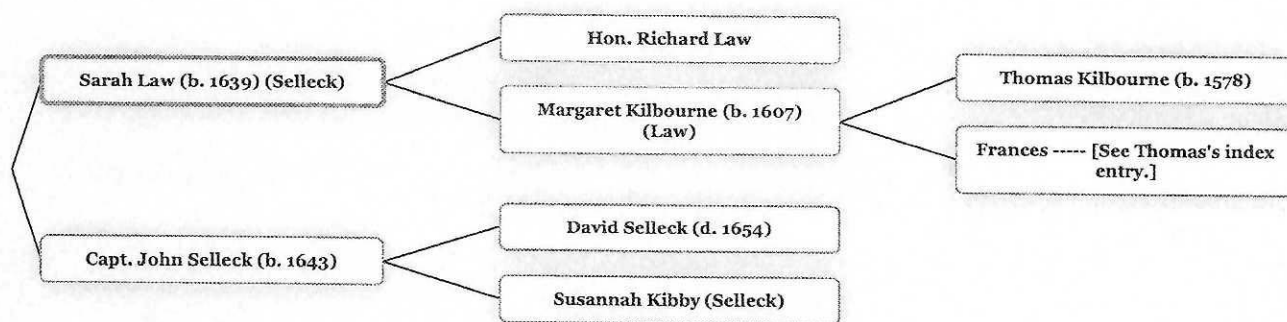 Hon. Richard Law
Sarah Law (b. 1639) (Selleck)
Thomas Kilbourne (b. 1578)
Margaret Kilbourne (b. 1607)
(Law)
Frances ----- [See Thomas's index
entry.]
David Selleck (d. 1654)
Capt. John Selleck (b. 1643)
Susannah Kibby (Selleck)